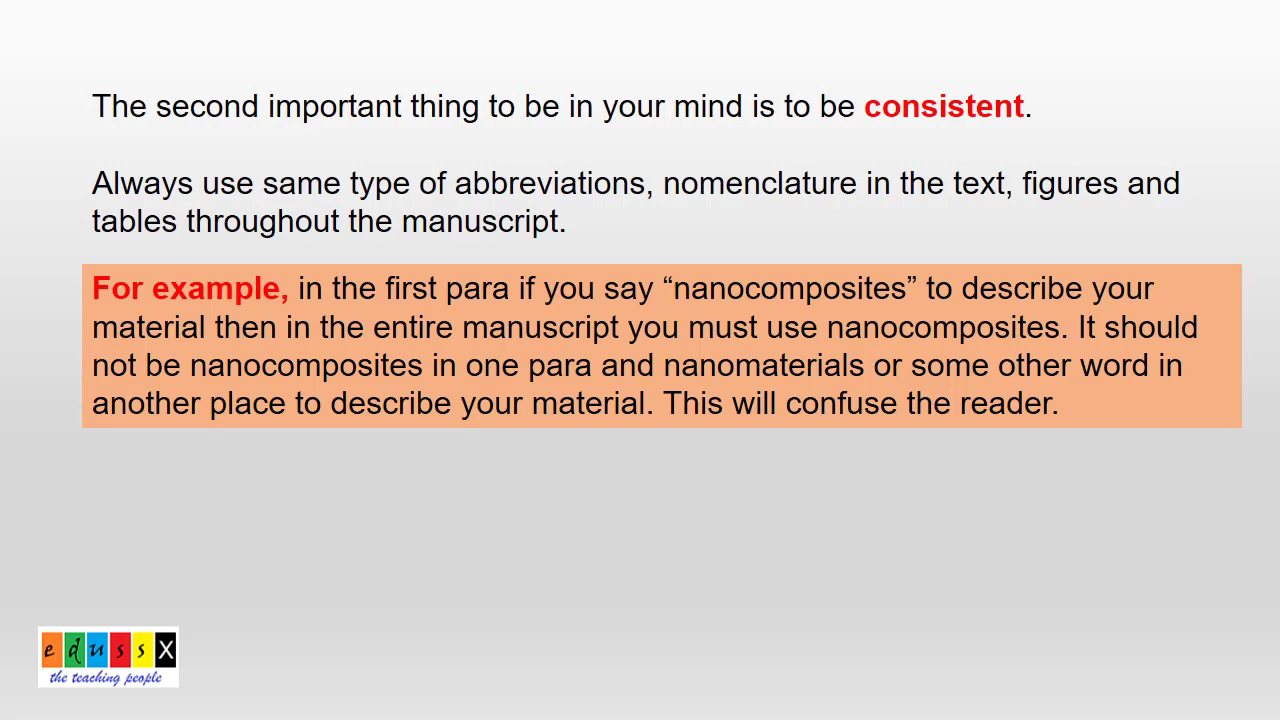 The second important thing to be in your mind is to be consistent.
Always use same type of abbreviations, nomenclature in the text, figures and
tables throughout the manuscript.
For example, in the first para if you say “nanocomposites” to describe your
material then in the entire manuscript you must use nanocomposites. It should
not be nanocomposites in one para and nanomaterials or some other word in
another place to describe your material. This will confuse the reader.
edussX
the teaching people